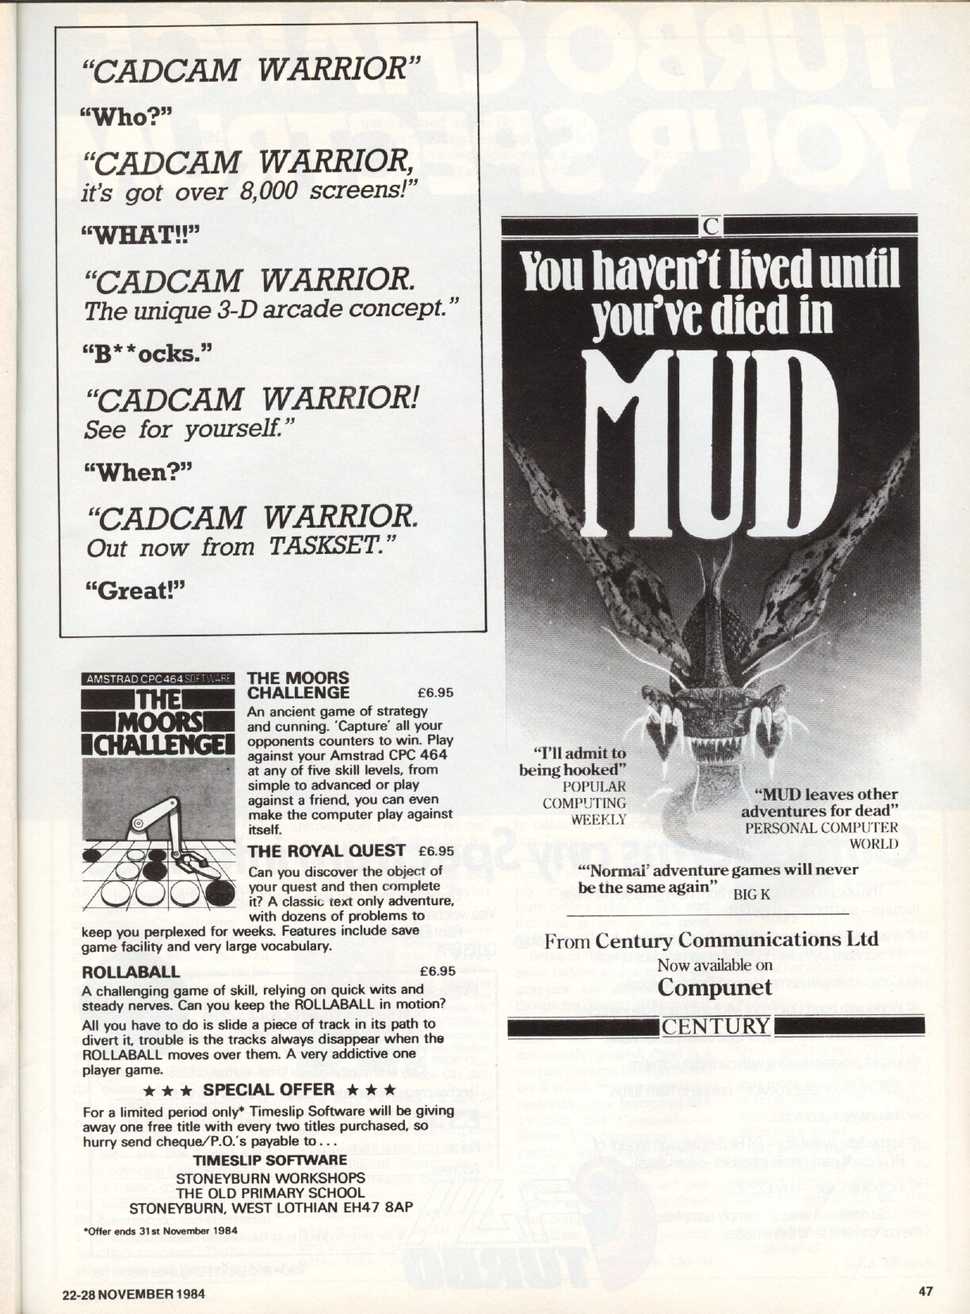 “CADCAM WARRIOR”
“Who?”
“CADCAM WARRIOR,
it's got over 8,000 screens!”
“WHAT!!”
“CADCAM WARRIOR.
The unique 3-D arcade concept.”
“B**ocks.”
“CADCAM WARRIOR!
See for yourself.”
“When?”
“CADCAM WARRIOR.
Out now from TASKSET.”
“Great!”
AMSTRAD CPC464 SOFTWARE
THE
MOORS
CHALLENGE
THE MOORS
CHALLENGE £6.95
An ancient game of strategy
and cunning. ‘Capture’ all your
opponents counters to win. Play
against your Amstrad CPC 464
at any of five skill levels, from
simple to advanced or play
against a friend, you can even
make the computer play against
itself.
THE ROYAL QUEST £6.95
Can you discover the object of
your quest and then complete
it? A classic text only adventure,
with dozens of problems to
keep you perplexed for weeks. Features include save
game facility and very large vocabulary.
ROLLABALL £6.95
A challenging game of skill, relying on quick wits and
steady nerves. Can you keep the ROLLABALL in motion?
All you have to do is slide a piece of track in its path to
divert it, trouble is the tracks always disappear when the
ROLLABALL moves over them. A very addictive one
player game.
★ ★ ★ SPECIAL OFFER ★ ★ ★
For a limited period only* Timeslip Software will be giving
away one free title with every two titles purchased, so
hurry send cheque/P.O.'s payable to . . .
TIMESLIP SOFTWARE
STONEYBURN WORKSHOPS
THE OLD PRIMARY SCHOOL
STONEYBURN, WEST LOTHIAN EH47 8AP
*Offer ends 31st November 1984
C
You haven't lived until
you've died in
MUD
“I'll admit to
being hooked”
POPULAR
COMPUTING
WEEKLY
“MUD leaves other
adventures for dead”
PERSONAL COMPUTER
WORLD
“‘Normal’ adventure games will never
be the same again” BIG K
From Century Communications Ltd
Now available on
Compunet
CENTURY
22-28 NOVEMBER 1984
47